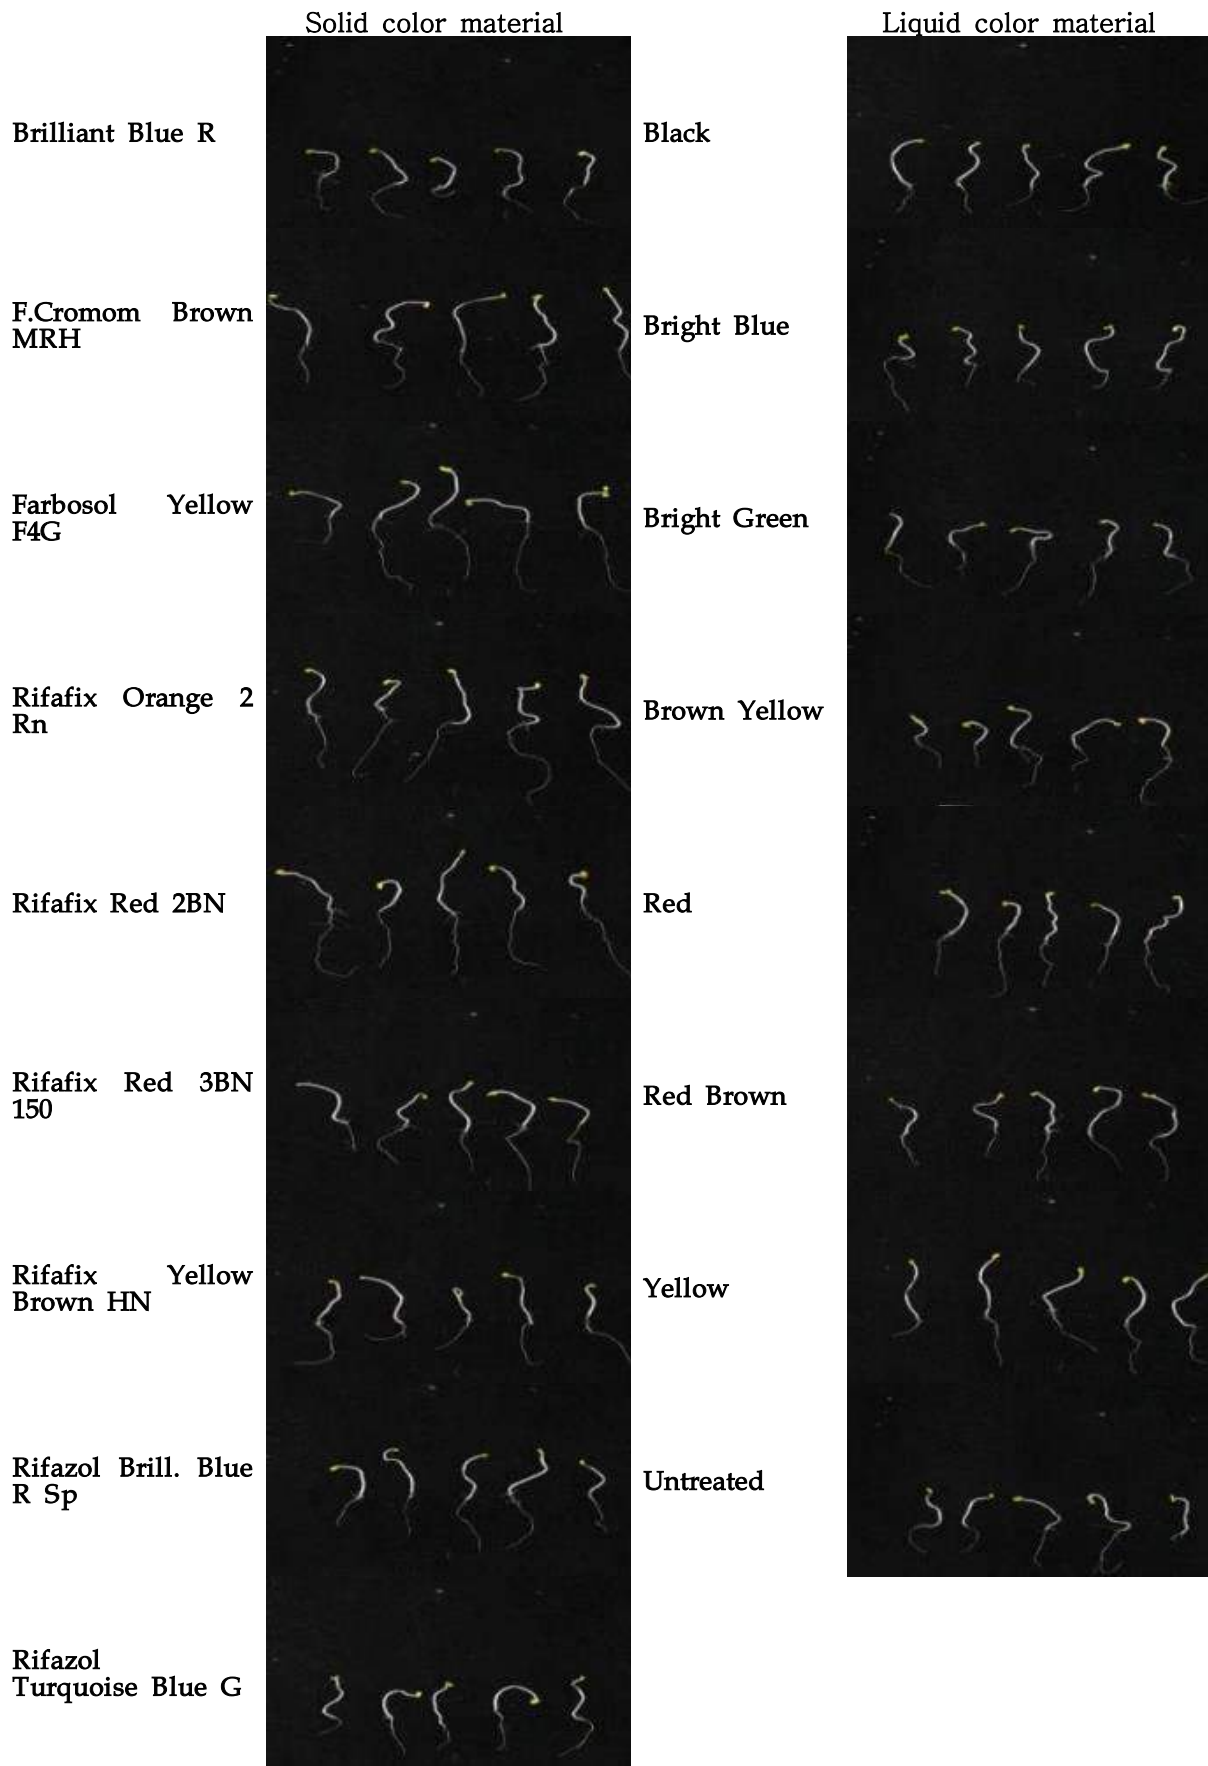 Solid color material
Liquid color material
Brilliant Blue R
Black
F.Cromom Brown
MRH
Bright Blue
Farbosol Yellow
F4G
Bright Green
Rifafix Orange 2
Rn
Brown Yellow
Rifafix Red 2BN
Red
Rifafix Red 3BN
150
Red Brown
Rifafix Yellow
Brown HN
Yellow
Rifazol Brill. Blue
R Sp
Untreated
Rifazol
Turquoise Blue G